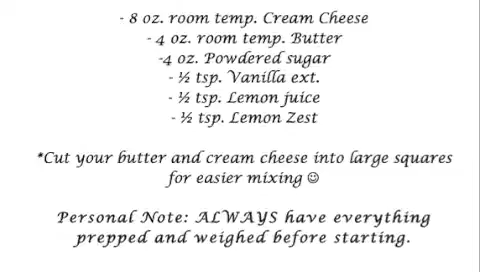 - 8 oz. room temp. Cream Cheese
- 4 oz. room temp. Butter
-4 oz. Powdered sugar
- ½ tsp. Vanilla ext.
- ½ tsp. Lemon juice
- ½ tsp. Lemon Zest
*Cut your butter and cream cheese into large squares
for easier mixing ☺
Personal Note: ALWAYS have everything
prepped and weighed before starting.